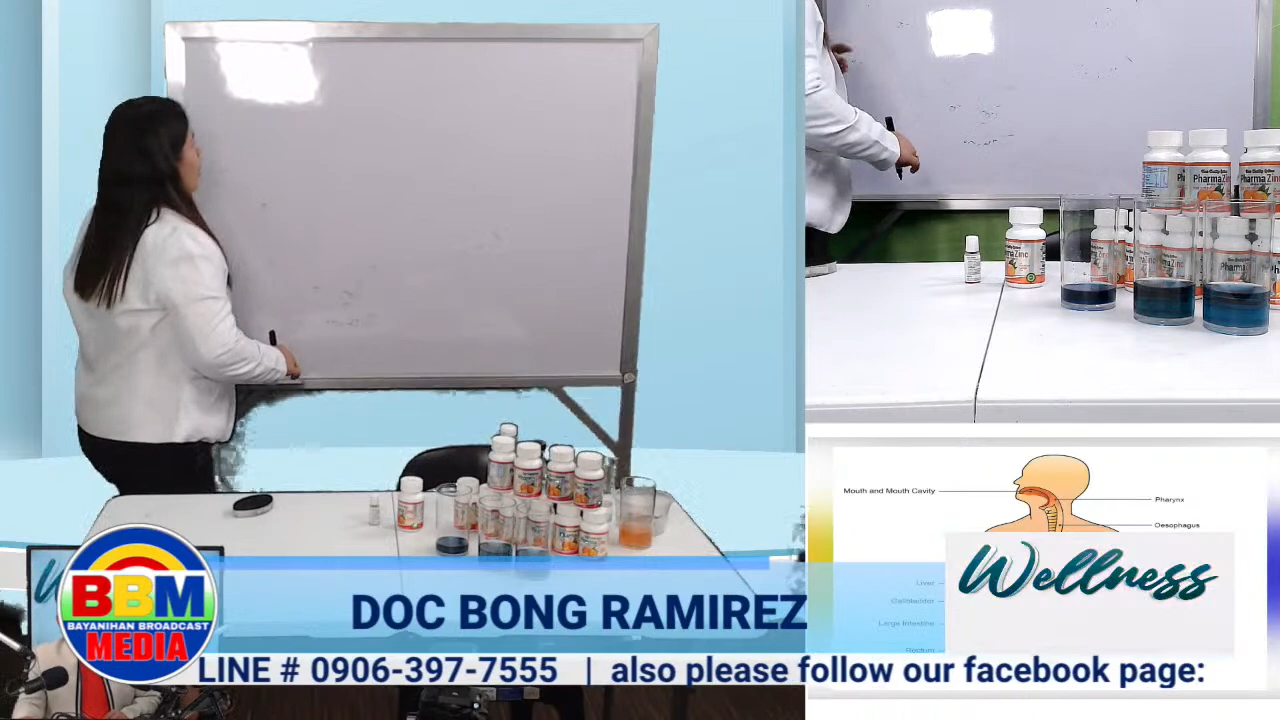 PharmaZinc
PharmaZinc
Mouth and Mouth Cavity
Pharynx
Oesophagus
Liver
Gallbladder
Large Intestine
Rectum
Wellness
BBM
BAYANIHAN BROADCAST
MEDIA
DOC BONG RAMIREZ
LINE # 0906-397-7555 | also please follow our facebook page: